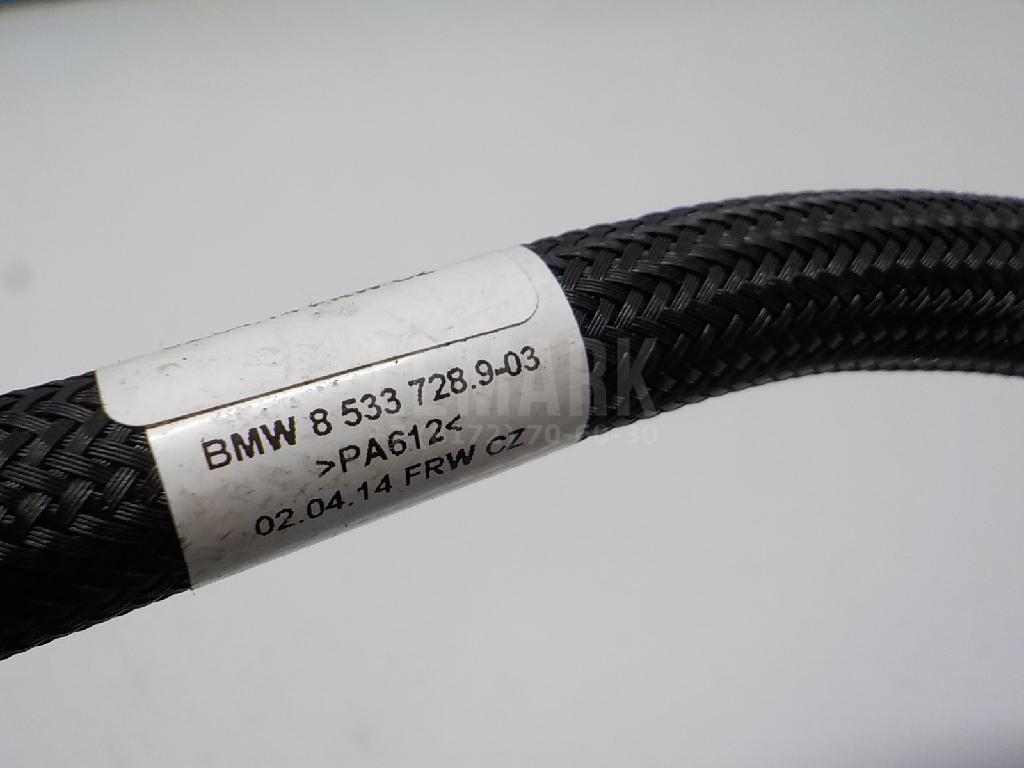 BMW 8 533 728.9-03
>PA612<
02.04.14 FRW CZ